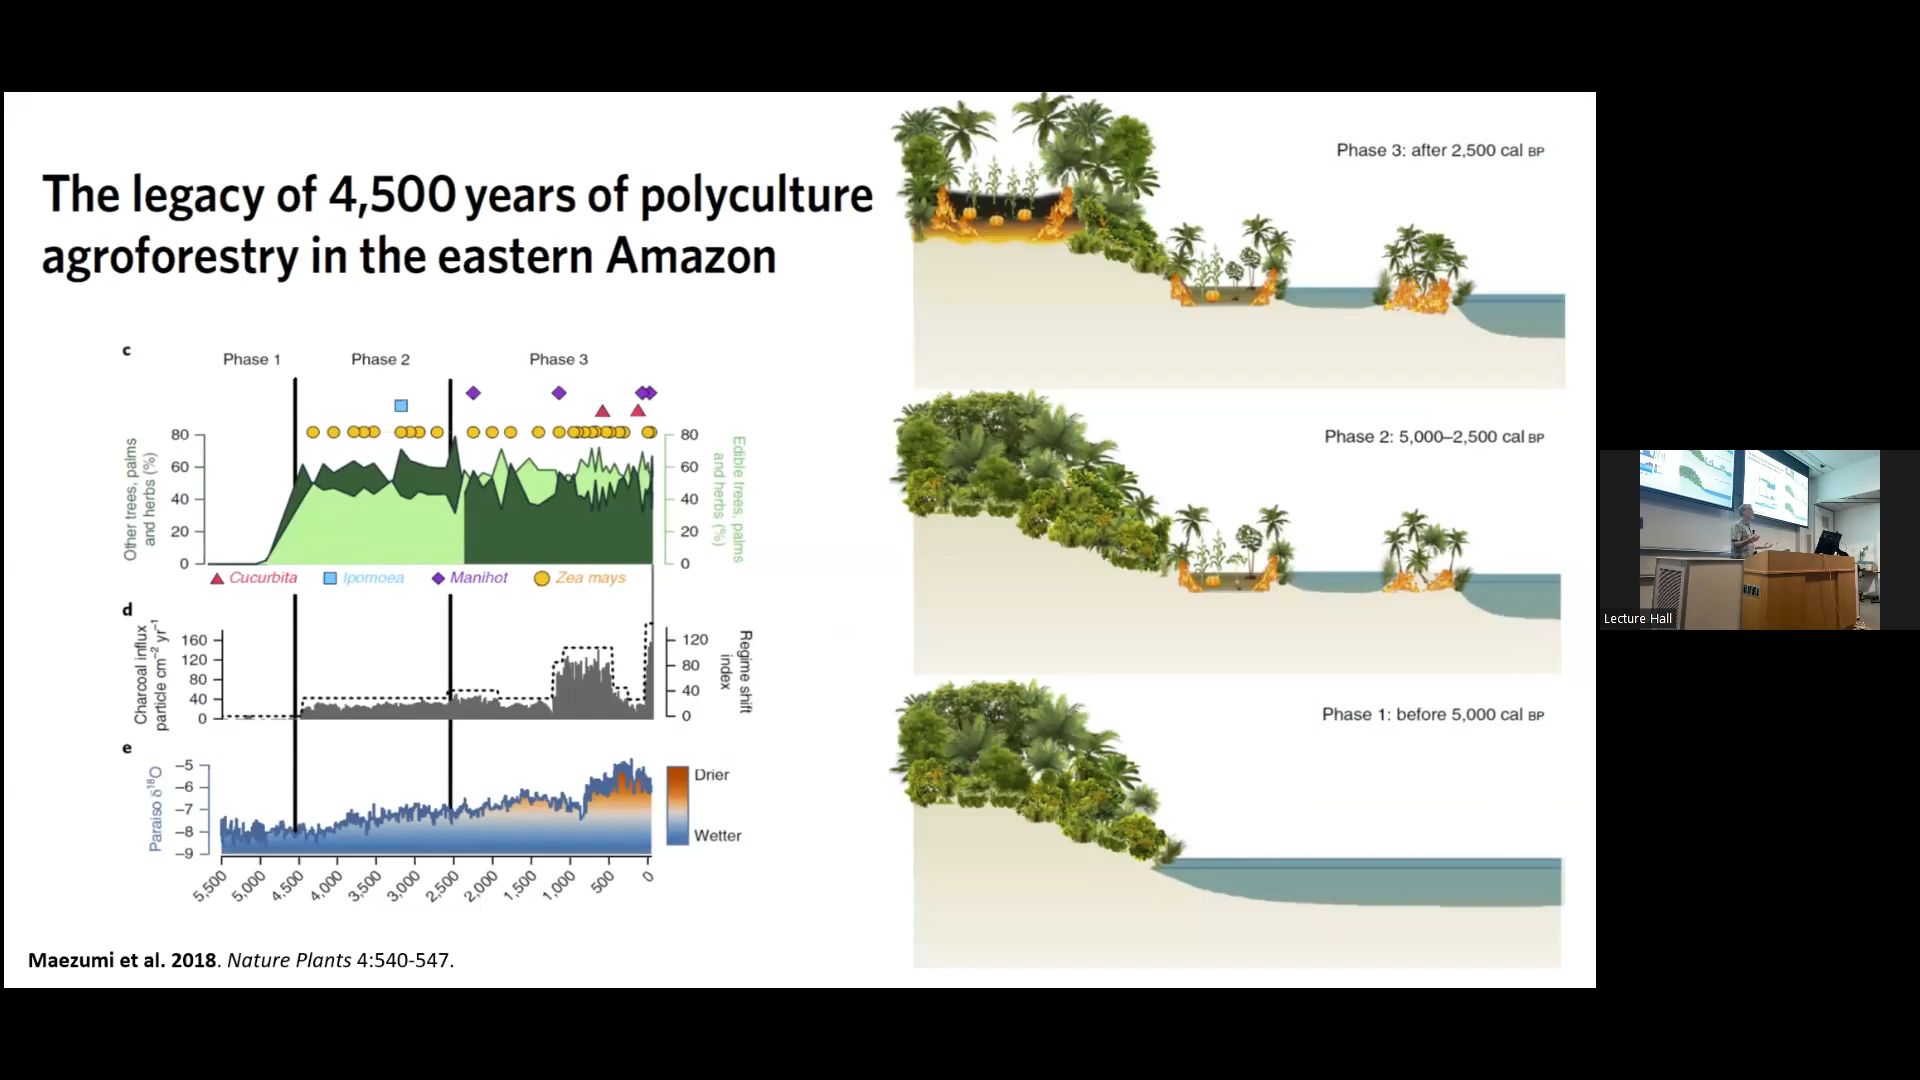 The legacy of 4,500 years of polyculture
agroforestry in the eastern Amazon
c
Phase 1
Phase 2
Phase 3
Other trees, palms
and herbs (%)
80
60
40
20
0
80
60
40
20
0
Edible trees, palms
and herbs (%)
Cucurbita
Ipomoea
Manihot
Zea mays
d
Charcoal influx
particle cm⁻² yr⁻¹
160
120
80
40
0
120
80
40
0
Regime shift
index
e
Paraiso δ¹⁸O
–5
–6
–7
–8
–9
Drier
Wetter
5,500
5,000
4,500
4,000
3,500
3,000
2,500
2,000
1,500
1,000
500
0
Maezumi et al. 2018. Nature Plants 4:540-547.
Phase 3: after 2,500 cal BP
Phase 2: 5,000–2,500 cal BP
Phase 1: before 5,000 cal BP
Lecture Hall